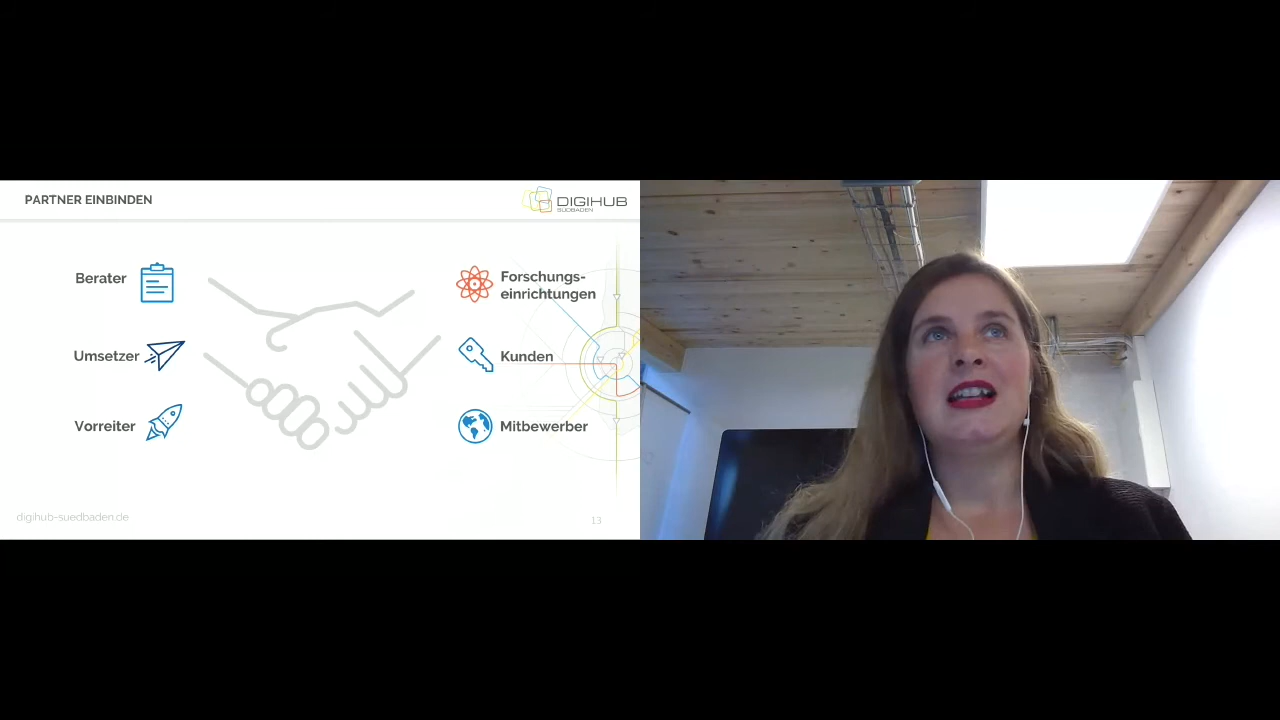 PARTNER EINBINDEN
DIGIHUB
SÜDBADEN
Berater
Umsetzer
Vorreiter
Forschungs-
einrichtungen
Kunden
Mitbewerber
digihub-suedbaden.de
13